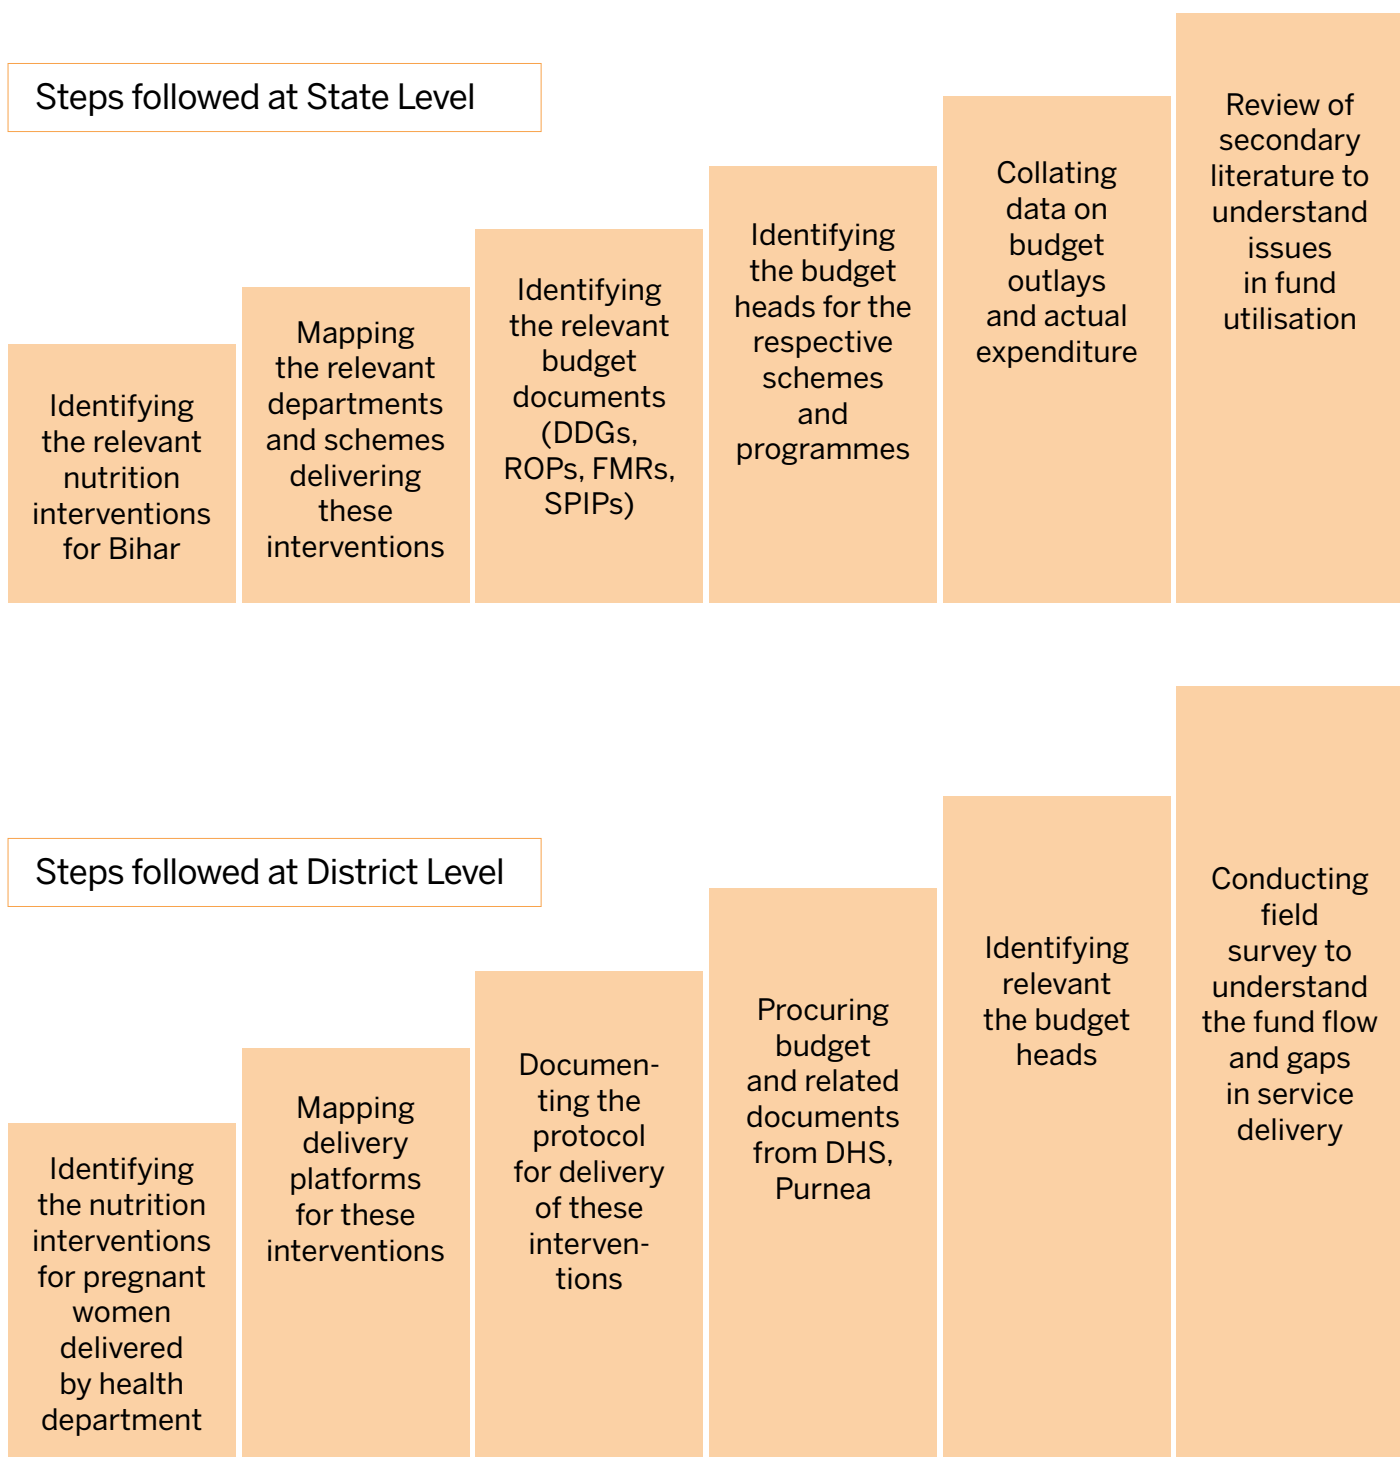 Steps followed at State Level
Identifying
the relevant
nutrition
interventions
for Bihar
Mapping
the relevant
departments
and schemes
delivering
these
interventions
Identifying
the relevant
budget
documents
(DDGs,
ROPs, FMRs,
SPIPs)
Identifying
the budget
heads for the
respective
schemes
and
programmes
Collating
data on
budget
outlays
and actual
expenditure
Review of
secondary
literature to
understand
issues
in fund
utilisation
Steps followed at District Level
Identifying
the nutrition
interventions
for pregnant
women
delivered
by health
department
Mapping
delivery
platforms
for these
interventions
Documen-
ting the
protocol
for delivery
of these
interven-
tions
Procuring
budget
and related
documents
from DHS,
Purnea
Identifying
relevant
the budget
heads
Conducting
field
survey to
understand
the fund flow
and gaps
in service
delivery